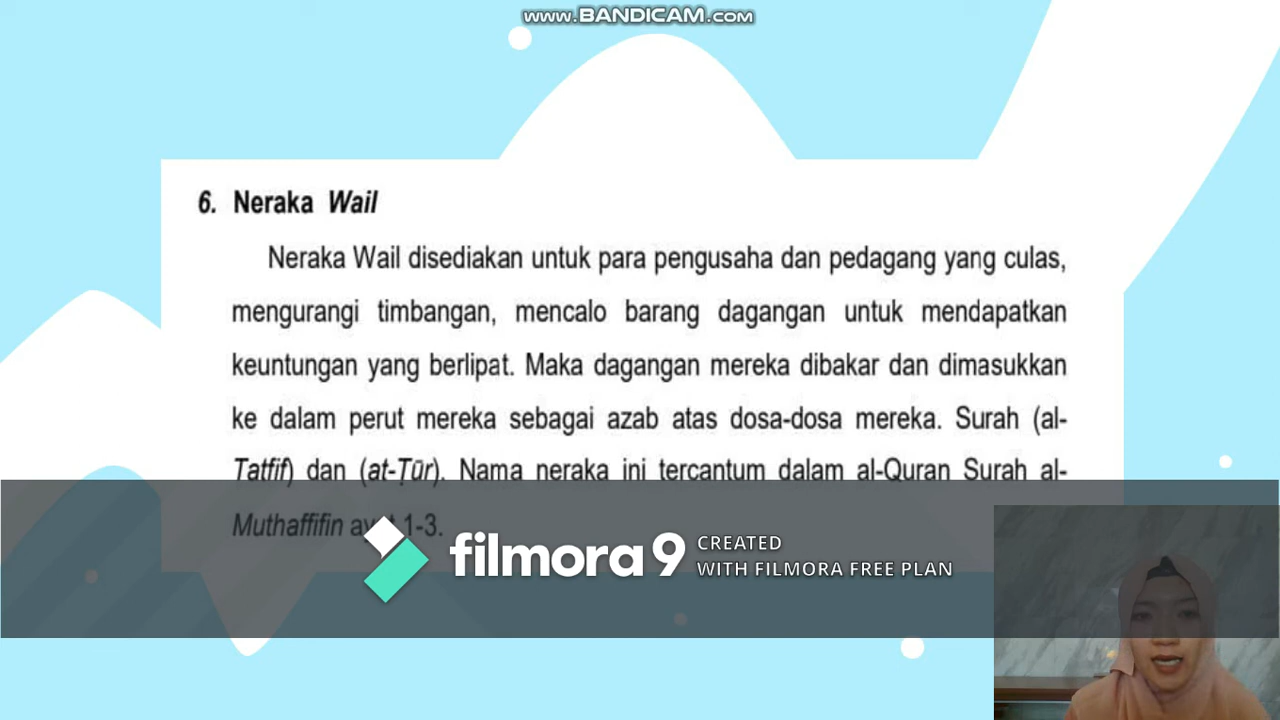 www.BANDICAM.com
6. Neraka Wail
Neraka Wail disediakan untuk para pengusaha dan pedagang yang culas,
mengurangi timbangan, mencalo barang dagangan untuk mendapatkan
keuntungan yang berlipat. Maka dagangan mereka dibakar dan dimasukkan
ke dalam perut mereka sebagai azab atas dosa-dosa mereka. Surah (al-
Tatfif) dan (at-Ṭūr). Nama neraka ini tercantum dalam al-Quran Surah al-
Muthaffifin 1-3.
filmora9 CREATED
WITH FILMORA FREE PLAN